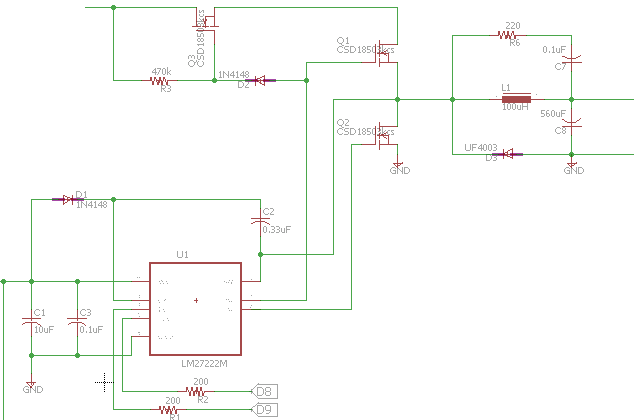 Q3
CSD18503kcs
Q1
CSD18502kcs
220
R6
0.1uF
C7
470k
R3
1N4148
D2
L1
100uH
560uF
C8
Q2
CSD18502kcs
UF4003
D3
GND
GND
D1
1N4148
C2
0.33uF
U1
C1
10uF
C3
0.1uF
LM27222M
GND
200
R2
D8
200
R1
D9